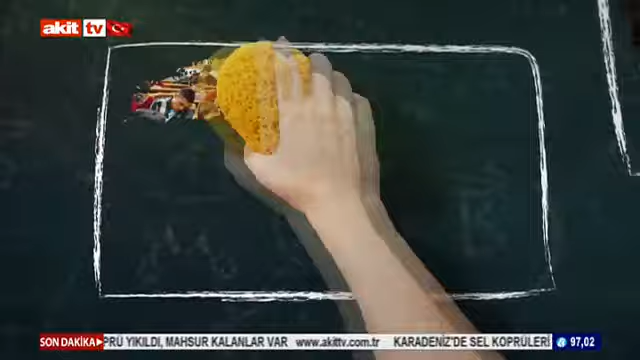 akit tv
SON DAKİKA PRÜ YIKILDI, MAHSUR KALANLAR VAR www.akittv.com.tr KARADENİZ'DE SEL KÖPRÜLERİ 97,02